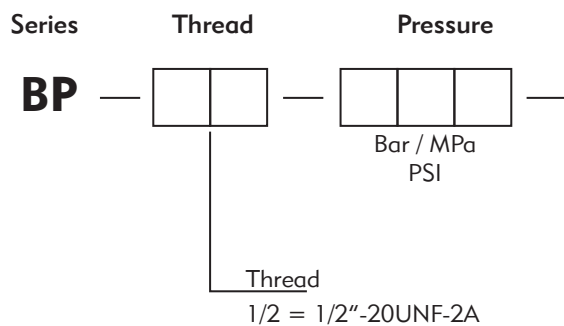 Series Thread Pressure
BP
Bar / MPa
PSI
Thread
1/2 = 1/2“-20UNF-2A